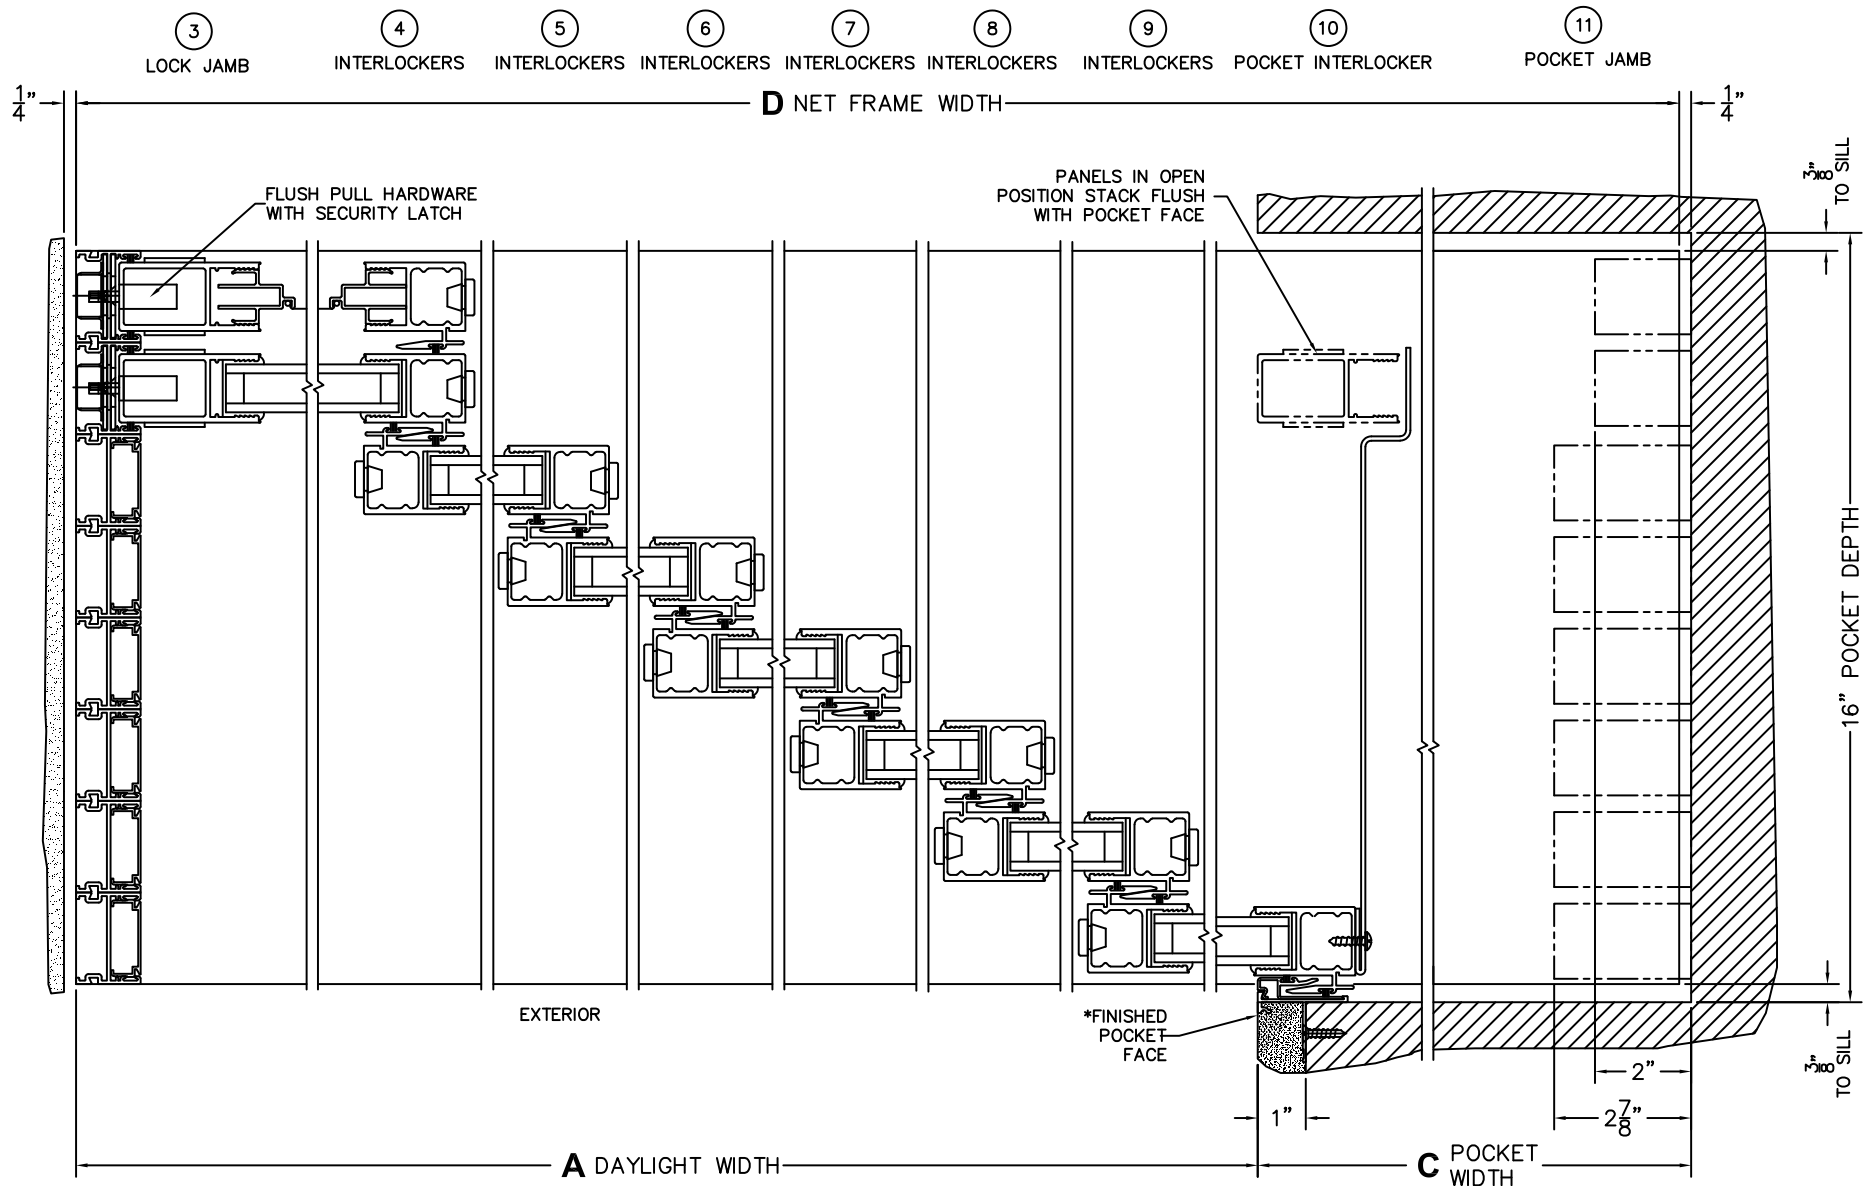 3 4 5 6 7 8 9 10 11
LOCK JAMB INTERLOCKERS INTERLOCKERS INTERLOCKERS INTERLOCKERS INTERLOCKERS INTERLOCKERS POCKET INTERLOCKER POCKET JAMB
1/4" D NET FRAME WIDTH 1/4"
3/8"
TO SILL
FLUSH PULL HARDWARE
WITH SECURITY LATCH
PANELS IN OPEN
POSITION STACK FLUSH
WITH POCKET FACE
16" POCKET DEPTH
EXTERIOR
*FINISHED
POCKET
FACE
3/8"
TO SILL
2"
1" 2 7/8"
A DAYLIGHT WIDTH
C POCKET
WIDTH